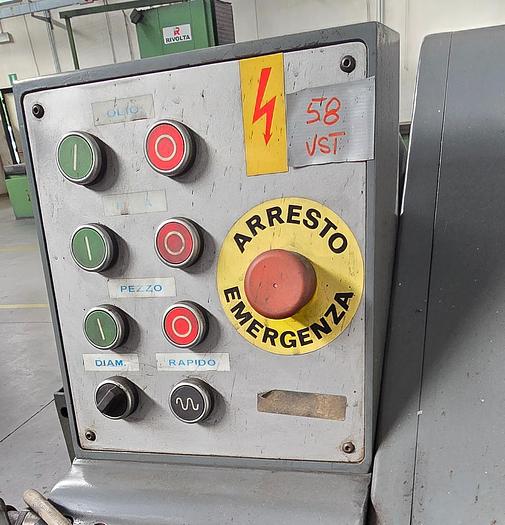 R
RIVOLTA
OLIO
58
VST
ARRESTO
EMERGENZA
PEZZO
DIAM.
RAPIDO